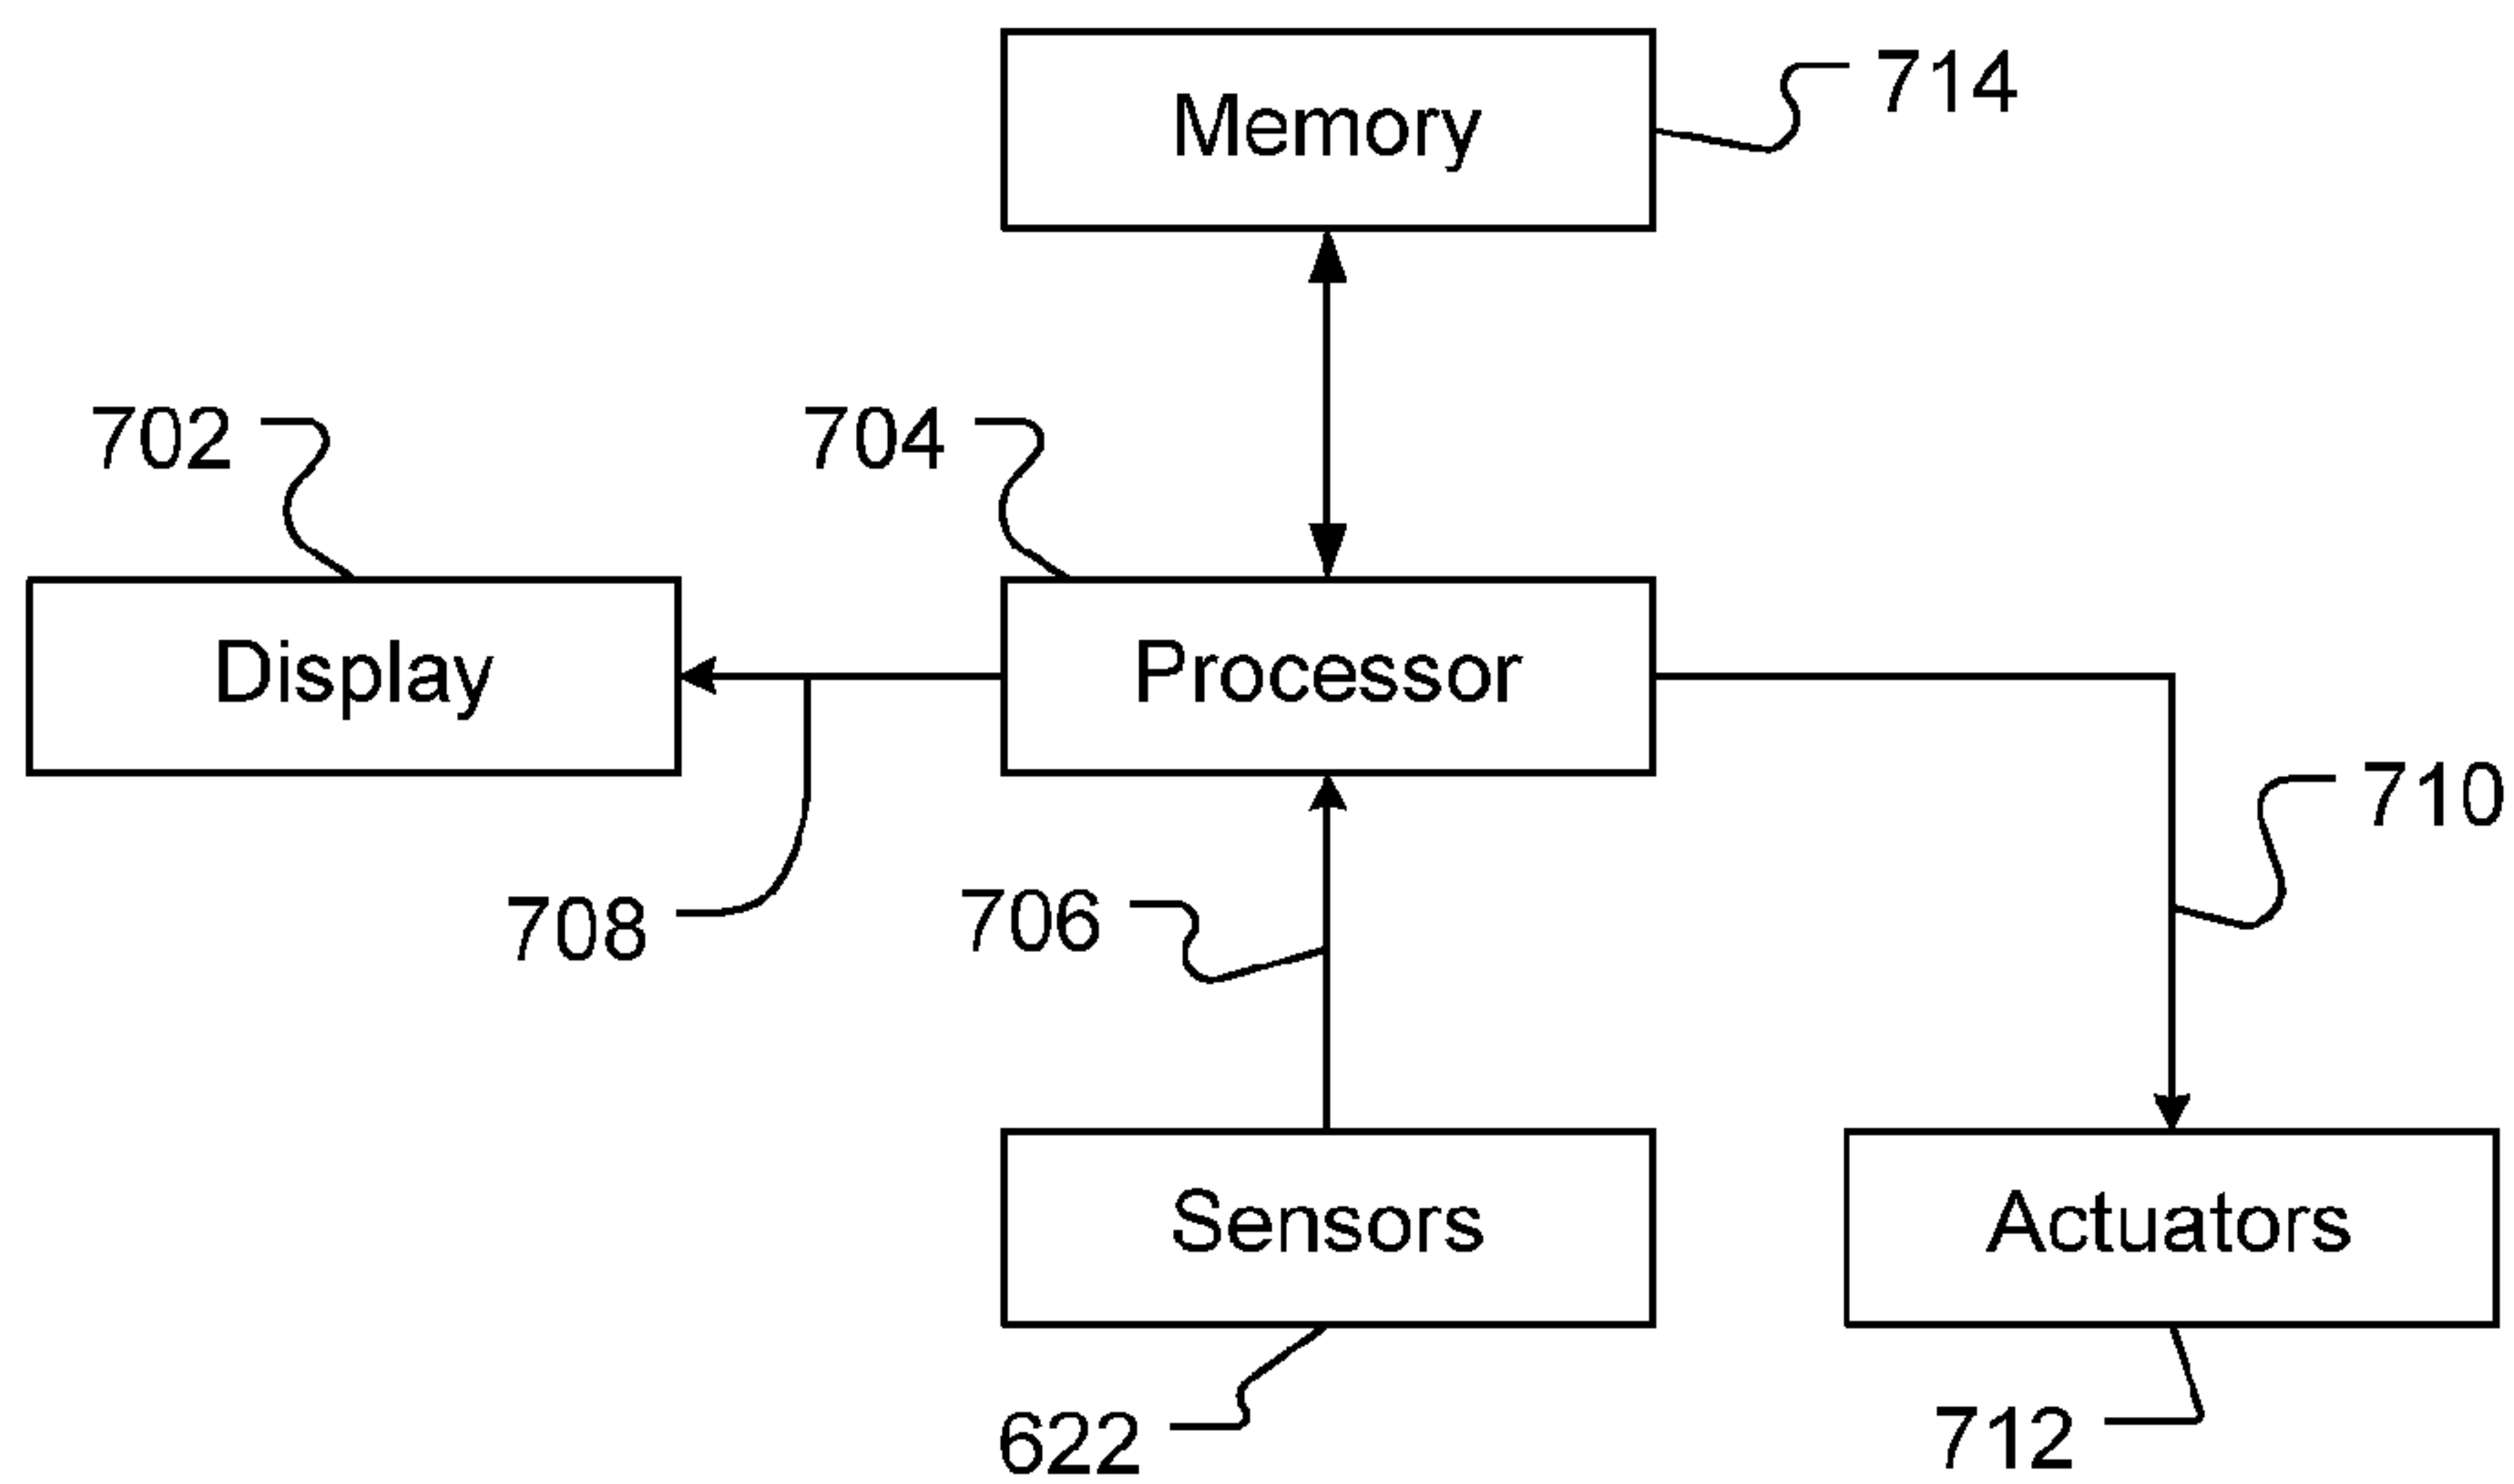 Memory
714
702
704
Display
Processor
710
708
706
Sensors
Actuators
622
712